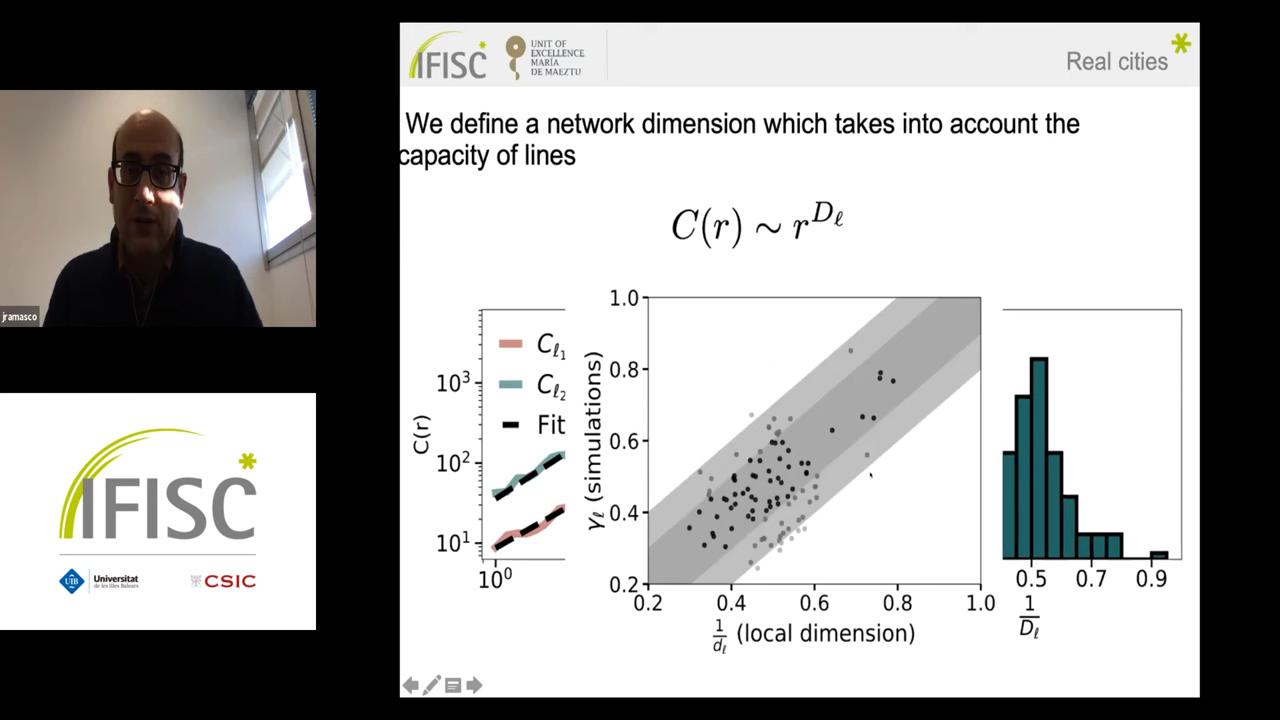 IFISC
UNIT OF
EXCELLENCE
MARÍA
DE MAEZTU
Real cities
We define a network dimension which takes into account the
capacity of lines
C(r) ∼ r^{D_ℓ}
jramasco
IFISC
UIB
Universitat
de les Illes Balears
CSIC
C(r)
10³
10²
10¹
10⁰
C_{ℓ₁}
C_{ℓ₂}
Fit
γ_ℓ (simulations)
1.0
0.8
0.6
0.4
0.2
0.2 0.4 0.6 0.8 1.0
1/d_ℓ (local dimension)
0.5 0.7 0.9
1/D_ℓ